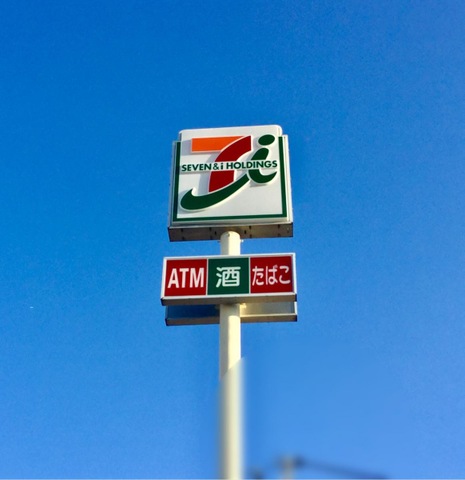 SEVEN & i HOLDINGS
ATM 酒 たばこ